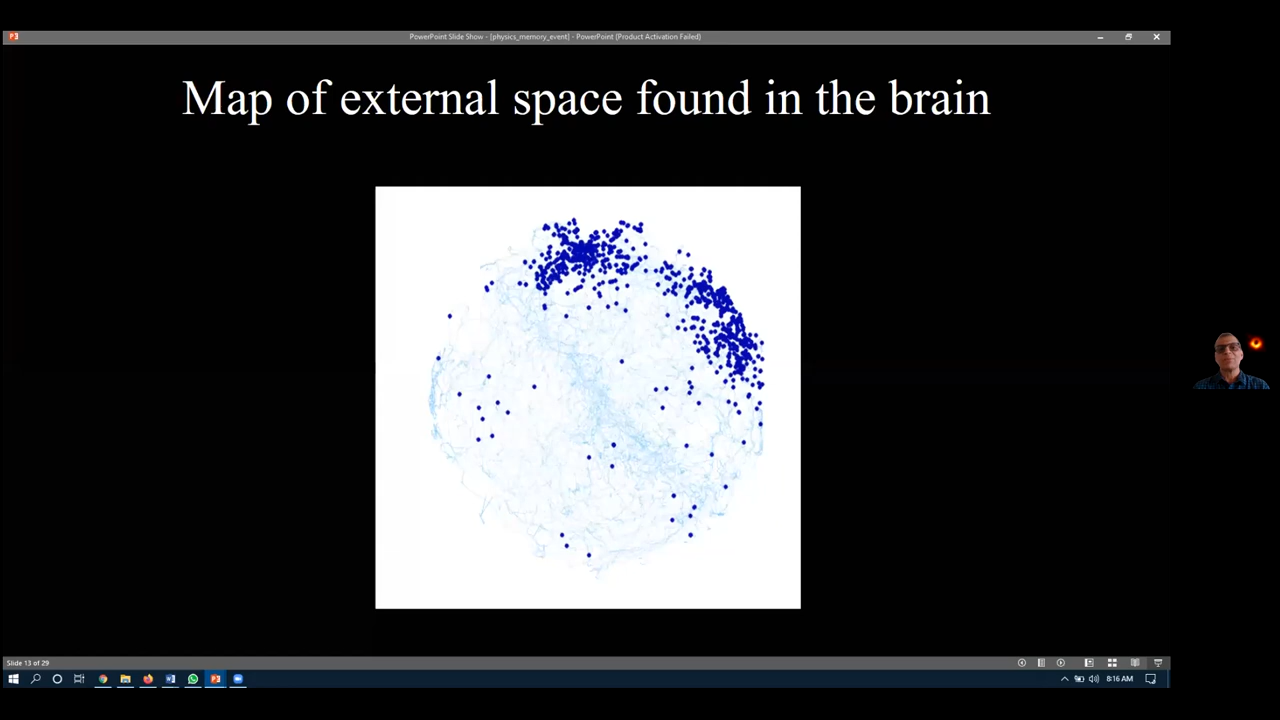 PowerPoint Slide Show - [physics_memory_event] - PowerPoint (Product Activation Failed)
Map of external space found in the brain
Slide 13 of 29
8:16 AM